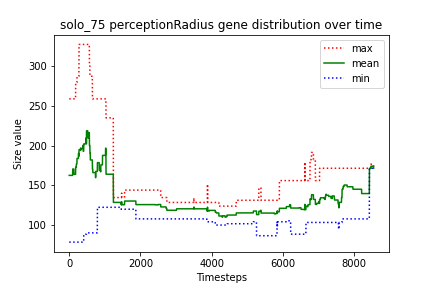 solo_75 perceptionRadius gene distribution over time
max
mean
min
Size value
300
250
200
150
100
0
2000
4000
6000
8000
Timesteps